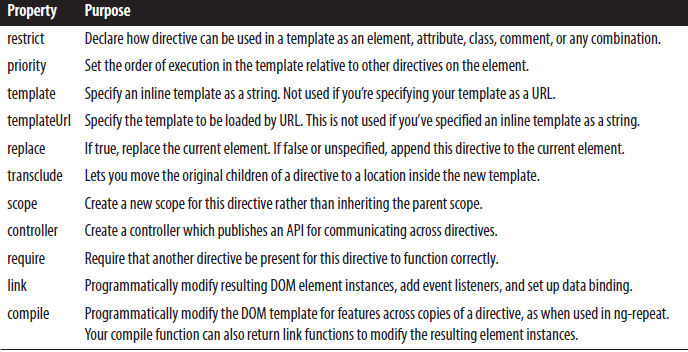 Property Purpose
restrict Declare how directive can be used in a template as an element, attribute, class, comment, or any combination.
priority Set the order of execution in the template relative to other directives on the element.
template Specify an inline template as a string. Not used if you're specifying your template as a URL.
templateUrl Specify the template to be loaded by URL. This is not used if you've specified an inline template as a string.
replace If true, replace the current element. If false or unspecified, append this directive to the current element.
transclude Lets you move the original children of a directive to a location inside the new template.
scope Create a new scope for this directive rather than inheriting the parent scope.
controller Create a controller which publishes an API for communicating across directives.
require Require that another directive be present for this directive to function correctly.
link Programmatically modify resulting DOM element instances, add event listeners, and set up data binding.
compile Programmatically modify the DOM template for features across copies of a directive, as when used in ng-repeat.
Your compile function can also return link functions to modify the resulting element instances.